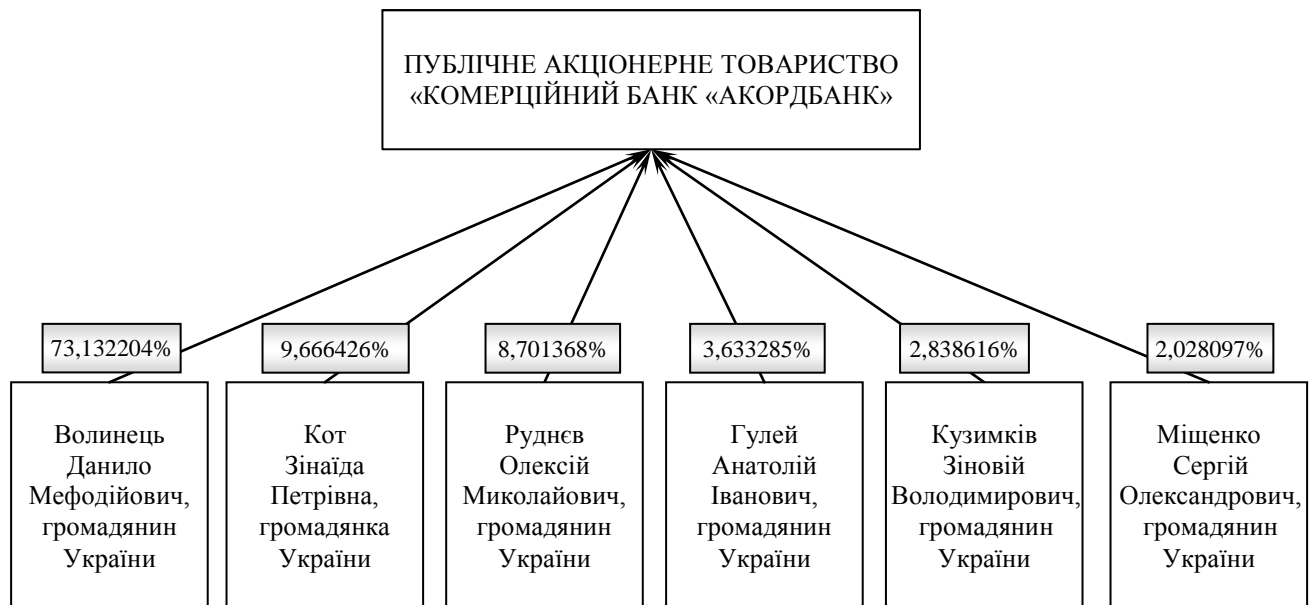 ПУБЛІЧНЕ АКЦІОНЕРНЕ ТОВАРИСТВО
«КОМЕРЦІЙНИЙ БАНК «АКОРДБАНК»
73,132204%
9,666426%
8,701368%
3,633285%
2,838616%
2,028097%
Волинець
Данило
Мефодійович,
громадянин
України
Кот
Зінаїда
Петрівна,
громадянка
України
Руднєв
Олексій
Миколайович,
громадянин
України
Гулей
Анатолій
Іванович,
громадянин
України
Кузимків
Зіновій
Володимирович,
громадянин
України
Міщенко
Сергій
Олександрович,
громадянин
України